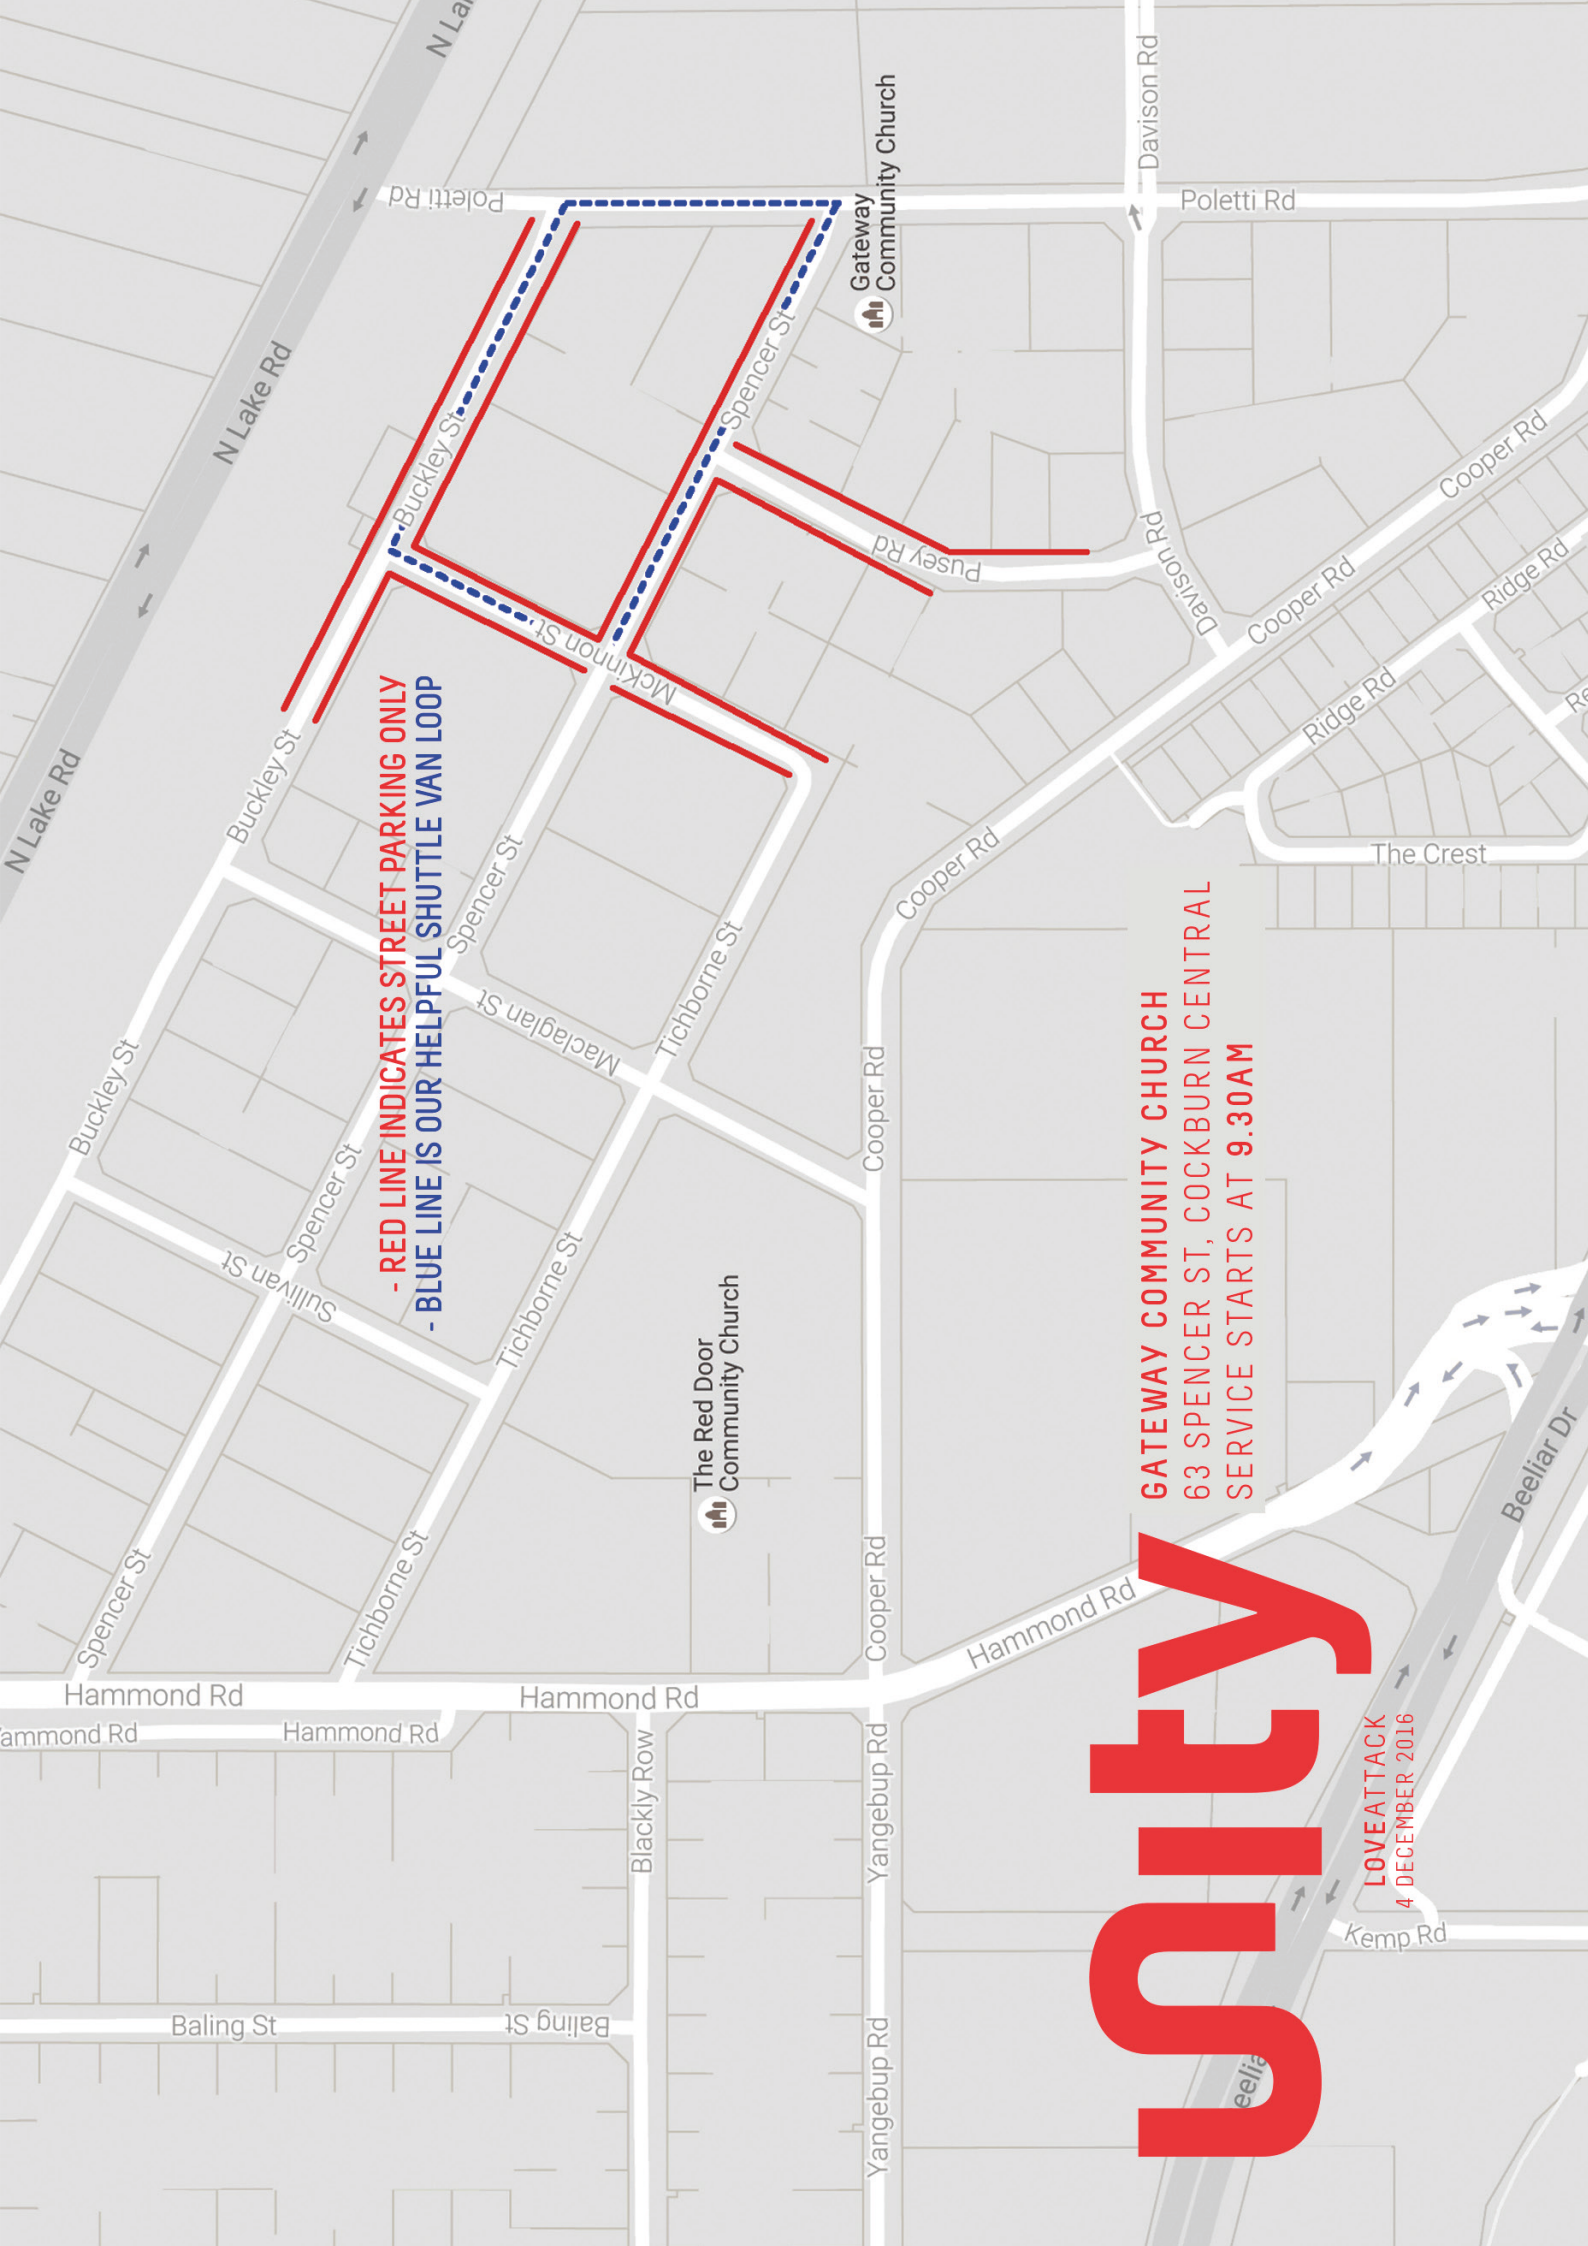 N Lake Rd
N Lake Rd
N La
Poletti Rd
Poletti Rd
Buckley St
Buckley St
Buckley St
Spencer St
Spencer St
Spencer St
Spencer St
McKinnon St
Pusey Rd
Gateway
Community Church
Davison Rd
Davison Rd
Cooper Rd
Cooper Rd
Cooper Rd
Cooper Rd
Cooper Rd
Ridge Rd
Ridge Rd
Re
The Crest
- RED LINE INDICATES STREET PARKING ONLY
- BLUE LINE IS OUR HELPFUL SHUTTLE VAN LOOP
Maclaglan St
Sullivan St
Tichborne St
Tichborne St
Tichborne St
The Red Door
Community Church
Hammond Rd
Hammond Rd
Hammond Rd
ammond Rd
Hammond Rd
Blackly Row
Yangebup Rd
Yangebup Rd
Baling St
Baling St
Beeliar Dr
eelia
Kemp Rd
unity
GATEWAY COMMUNITY CHURCH
63 SPENCER ST, COCKBURN CENTRAL
SERVICE STARTS AT 9.30AM
LOVEATTACK
4 DECEMBER 2016